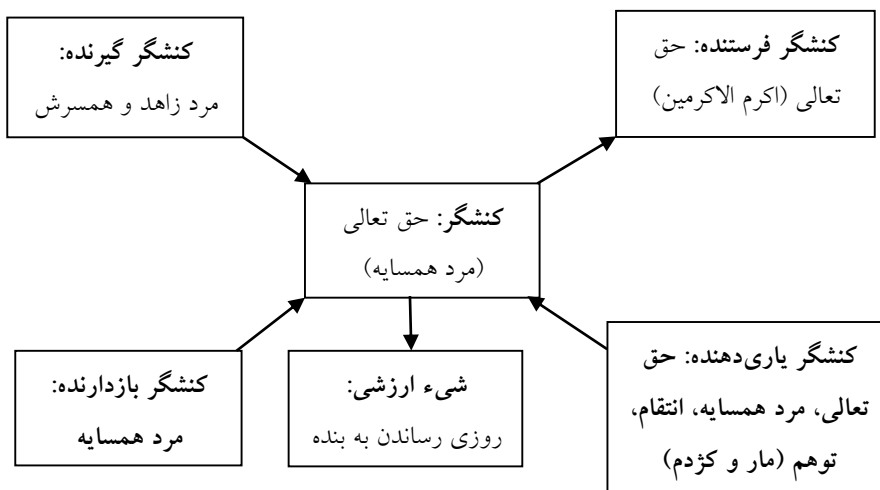 کنشگر فرستنده: حق
تعالی (اکرم الاکرمین)
کنشگر گیرنده:
مرد زاهد و همسرش
کنشگر: حق تعالی
(مرد همسایه)
کنشگر یاری‌دهنده: حق
تعالی، مرد همسایه، انتقام،
توهم (مار و کژدم)
شیء ارزشی:
روزی رساندن به بنده
کنشگر بازدارنده:
مرد همسایه